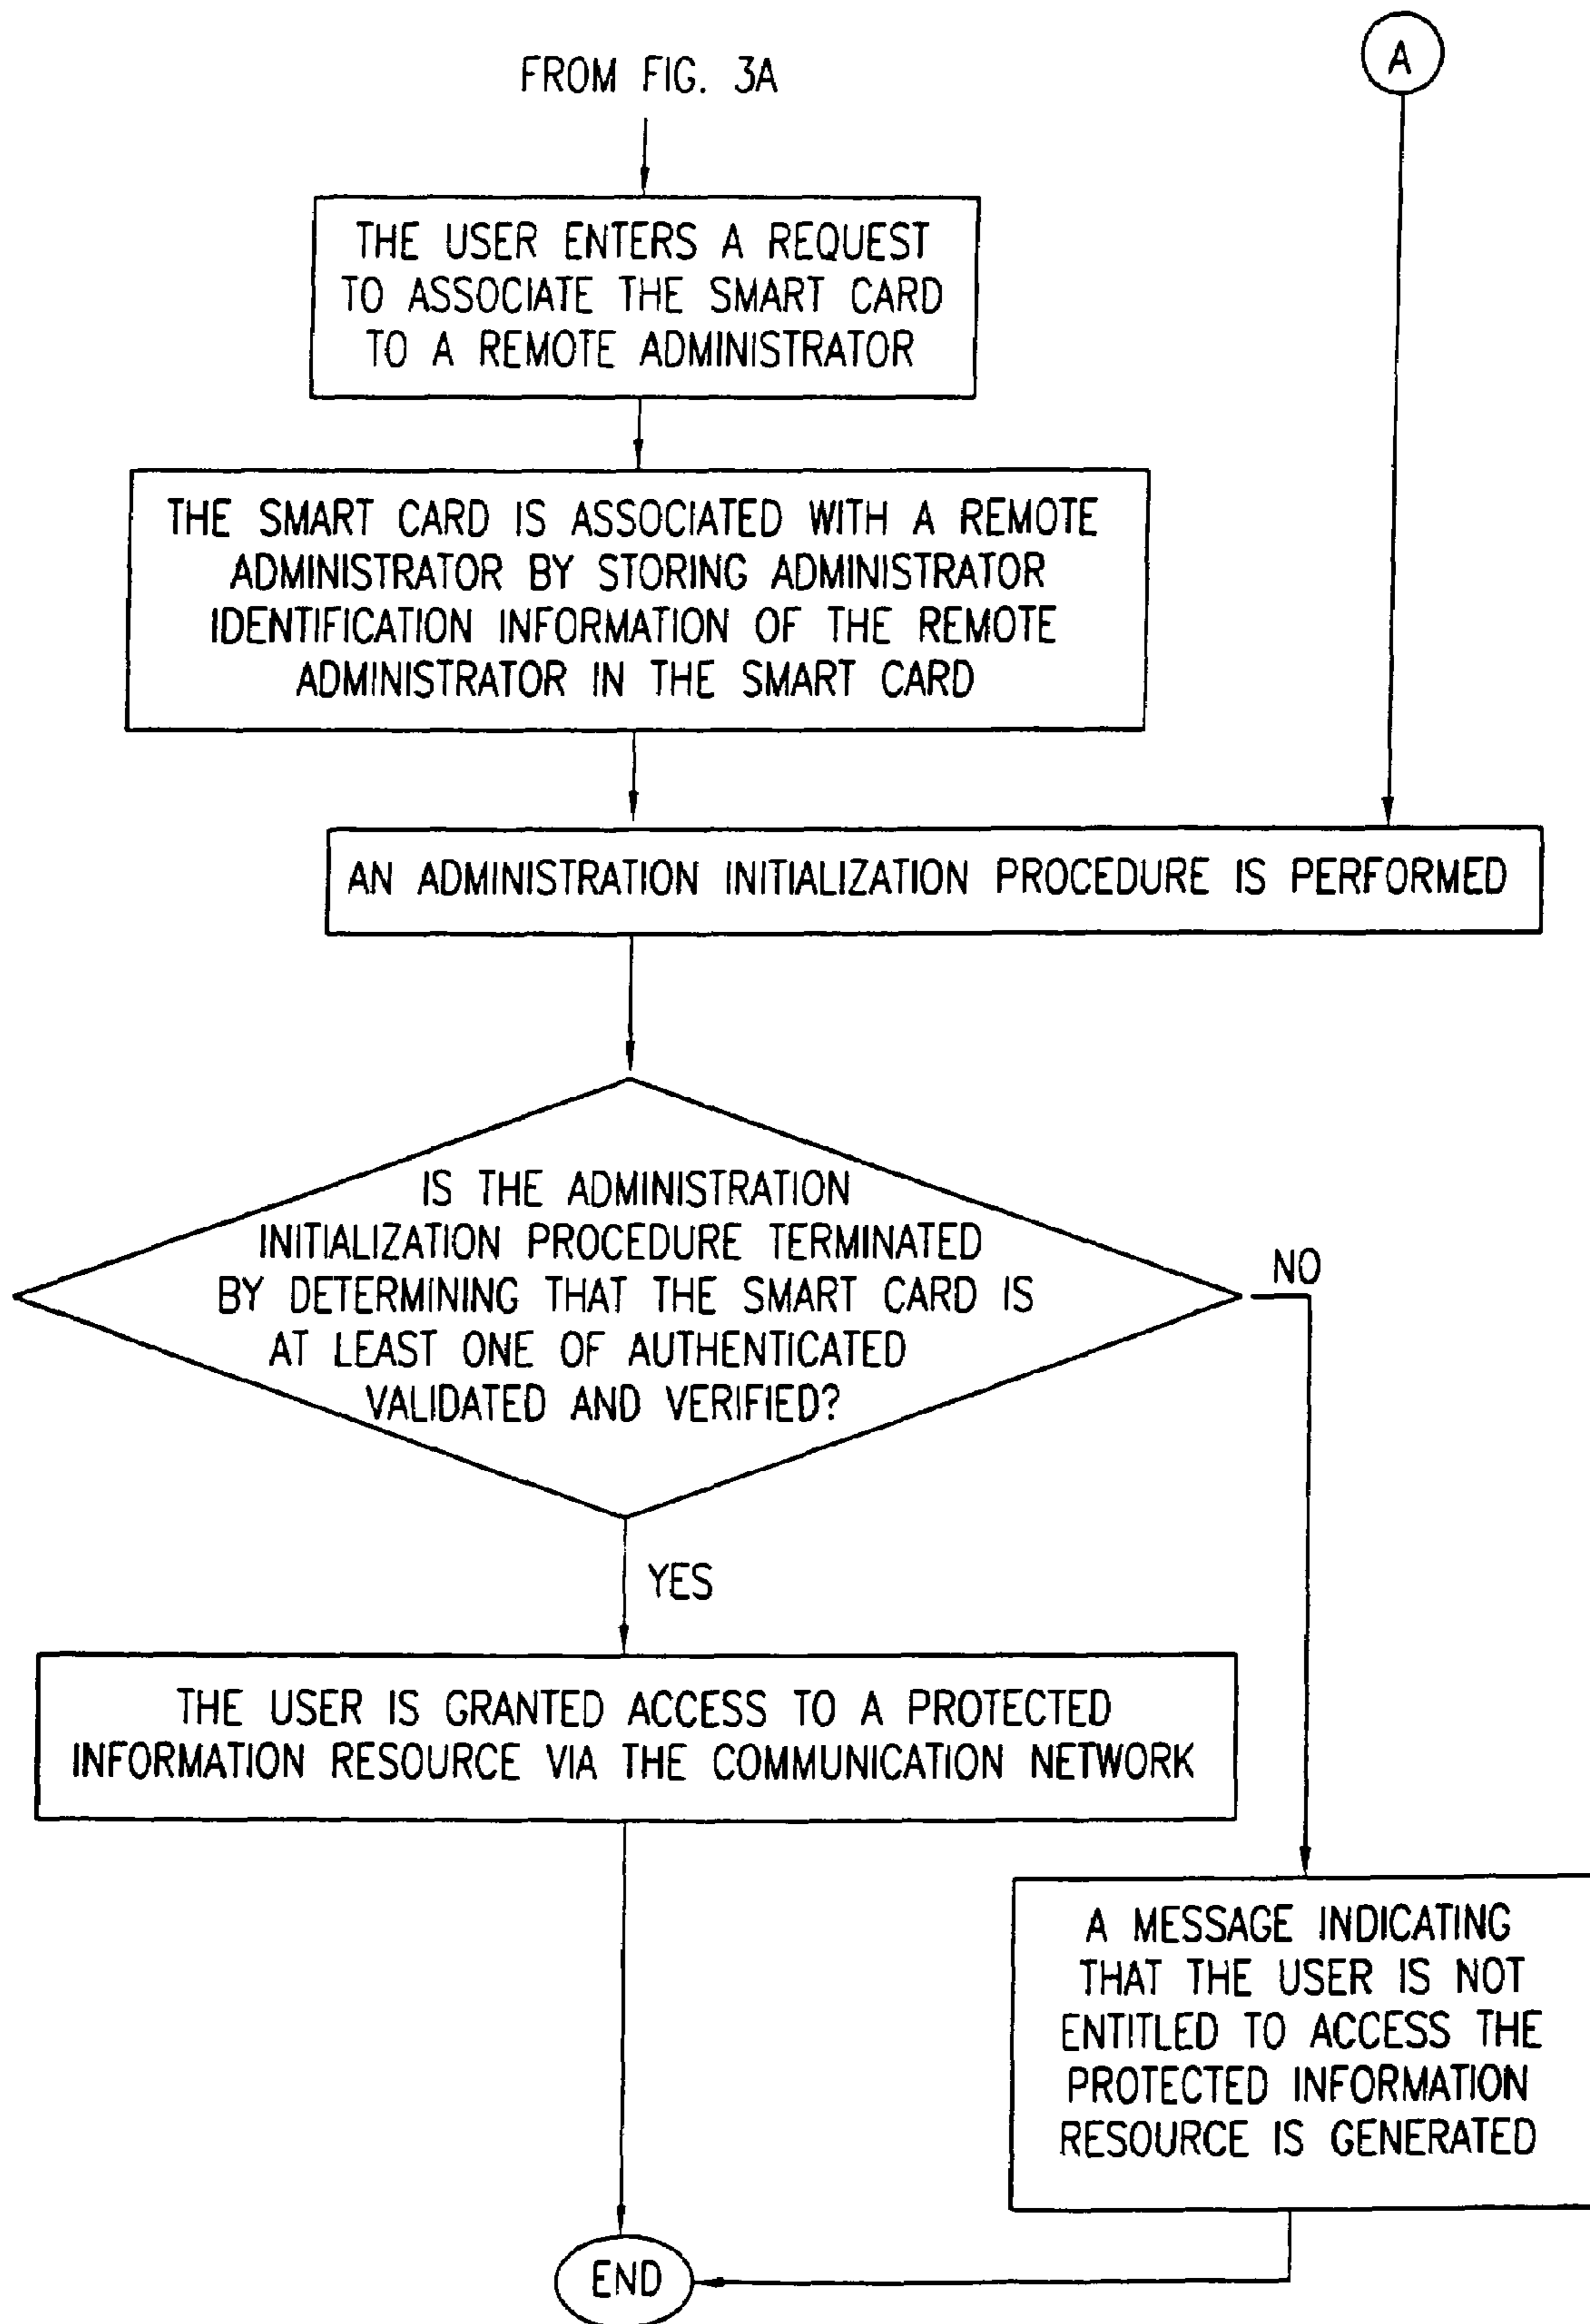 FROM FIG. 3A
A
THE USER ENTERS A REQUEST
TO ASSOCIATE THE SMART CARD
TO A REMOTE ADMINISTRATOR
THE SMART CARD IS ASSOCIATED WITH A REMOTE
ADMINISTRATOR BY STORING ADMINISTRATOR
IDENTIFICATION INFORMATION OF THE REMOTE
ADMINISTRATOR IN THE SMART CARD
AN ADMINISTRATION INITIALIZATION PROCEDURE IS PERFORMED
IS THE ADMINISTRATION
INITIALIZATION PROCEDURE TERMINATED
BY DETERMINING THAT THE SMART CARD IS
AT LEAST ONE OF AUTHENTICATED
VALIDATED AND VERIFIED?
NO
YES
THE USER IS GRANTED ACCESS TO A PROTECTED
INFORMATION RESOURCE VIA THE COMMUNICATION NETWORK
A MESSAGE INDICATING
THAT THE USER IS NOT
ENTITLED TO ACCESS THE
PROTECTED INFORMATION
RESOURCE IS GENERATED
END